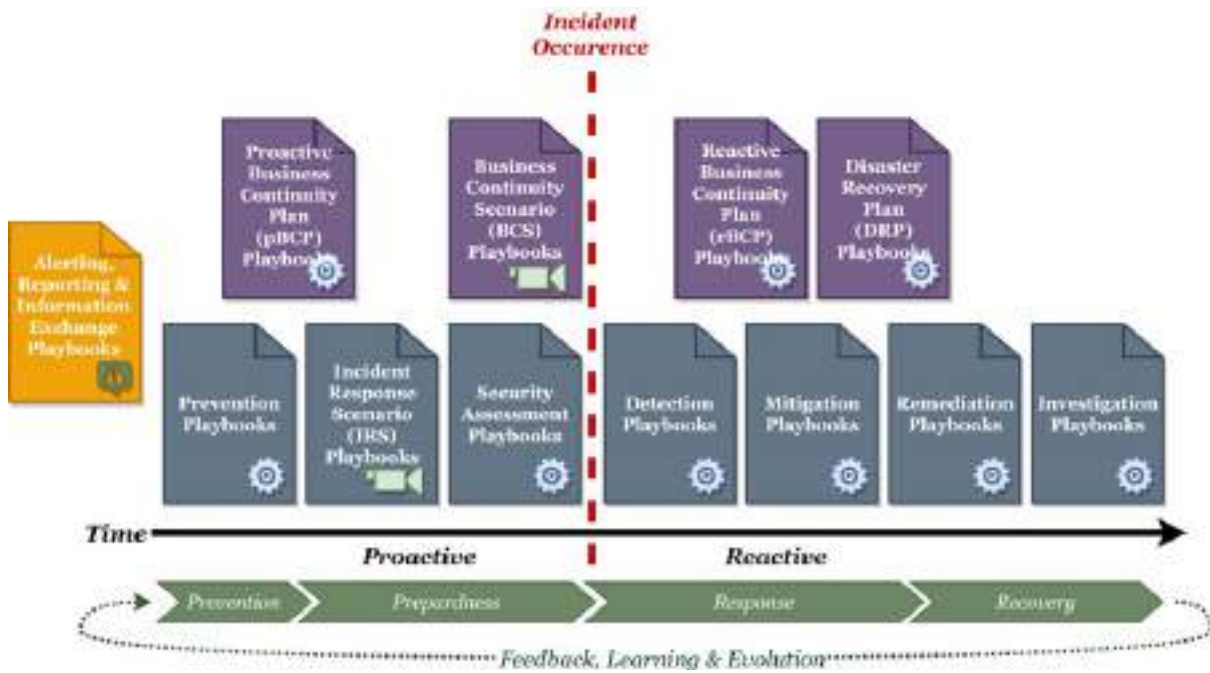 Incident
Occurence
Proactive
Business
Continuity
Plan
(pBCP)
Playbooks
Business
Continuity
Scenario
(BCS)
Playbooks
Reactive
Business
Continuity
Plan
(rBCP)
Playbooks
Disaster
Recovery
Plan
(DRP)
Playbooks
Alerting,
Reporting &
Information
Exchange
Playbooks
Prevention
Playbooks
Incident
Response
Scenario
(IRS)
Playbooks
Security
Assessment
Playbooks
Detection
Playbooks
Mitigation
Playbooks
Remediation
Playbooks
Investigation
Playbooks
Time
Proactive
Reactive
Prevention
Prepardness
Response
Recovery
Feedback, Learning & Evolution